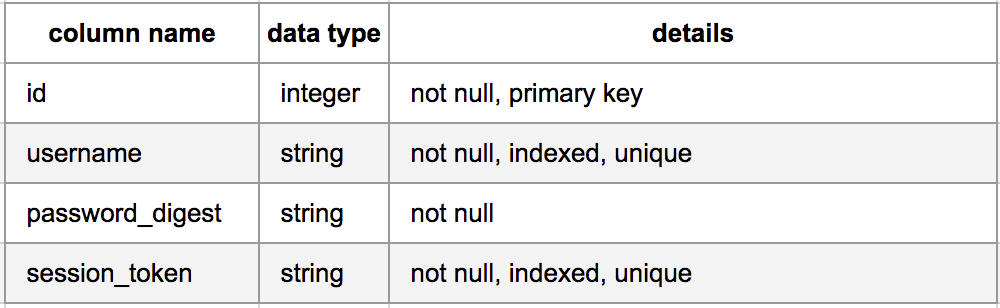 column name data type details
id integer not null, primary key
username string not null, indexed, unique
password_digest string not null
session_token string not null, indexed, unique